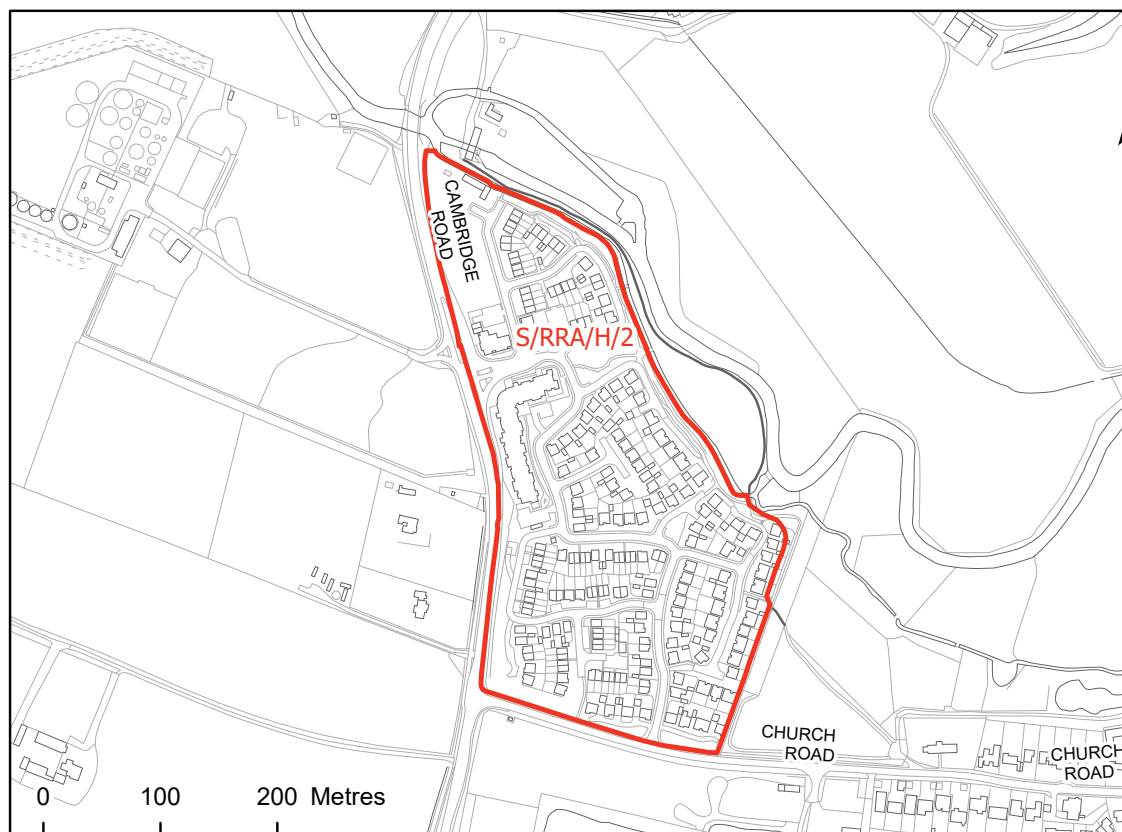 CAMBRIDGE
ROAD
S/RRA/H/2
CHURCH
ROAD
CHURCH
ROAD
0 100 200 Metres